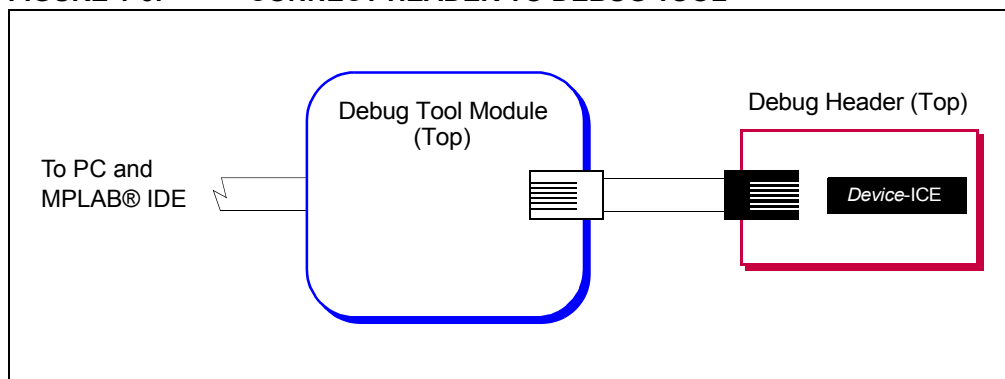 Debug Tool Module
(Top)
Debug Header (Top)
To PC and
MPLAB® IDE
Device-ICE